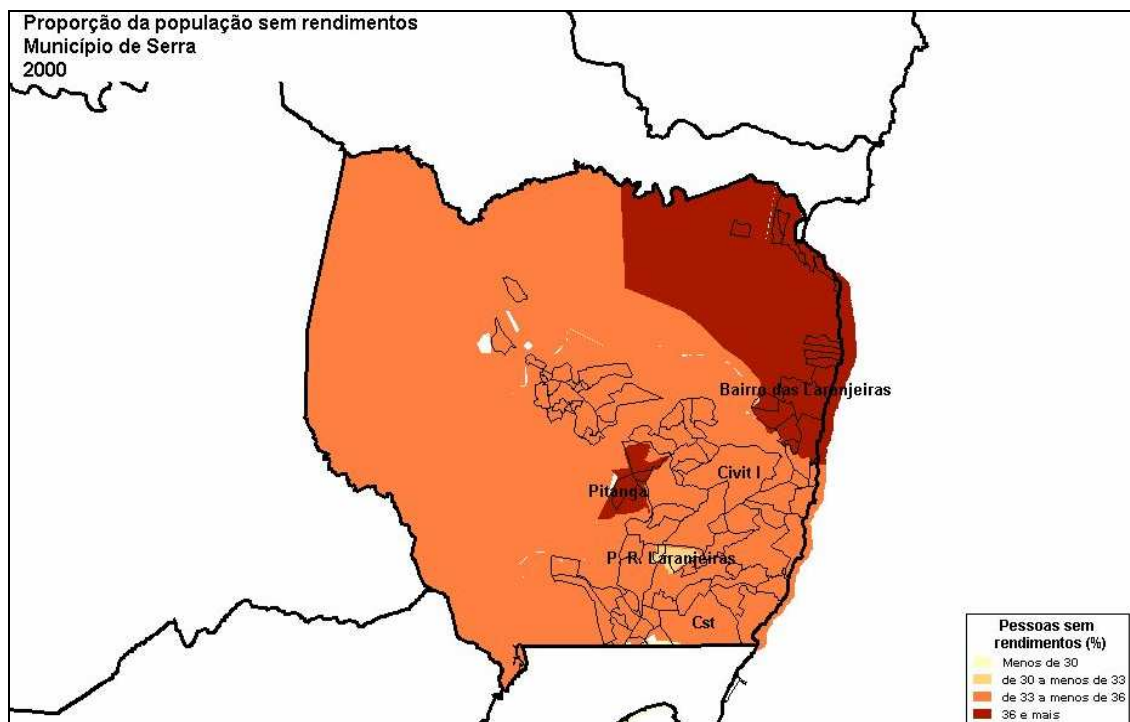 Proporção da população sem rendimentos
Município de Serra
2000
Bairro das Laranjeiras
Civit I
Pitanga
P. R. Laranjeiras
Cst
Pessoas sem
rendimentos (%)
Menos de 30
de 30 a menos de 33
de 33 a menos de 36
36 e mais